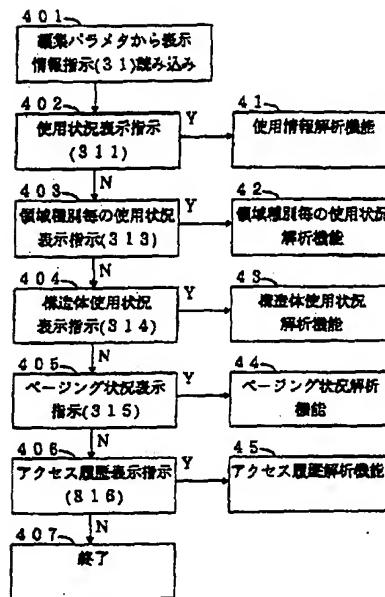 401
編集パラメタから表示
情報指示(31)読み込み
402
使用状況表示指示
(311)
Y
41
使用情報解析機能
N
403
領域種別毎の使用状況
表示指示(313)
Y
42
領域種別毎の使用状況
解析機能
N
404
構造体使用状況
表示指示(314)
Y
43
構造体使用状況
解析機能
N
405
ページング状況表示
指示(315)
Y
44
ページング状況解析
機能
N
406
アクセス履歴表示指示
(316)
Y
45
アクセス履歴解析機能
N
407
終了